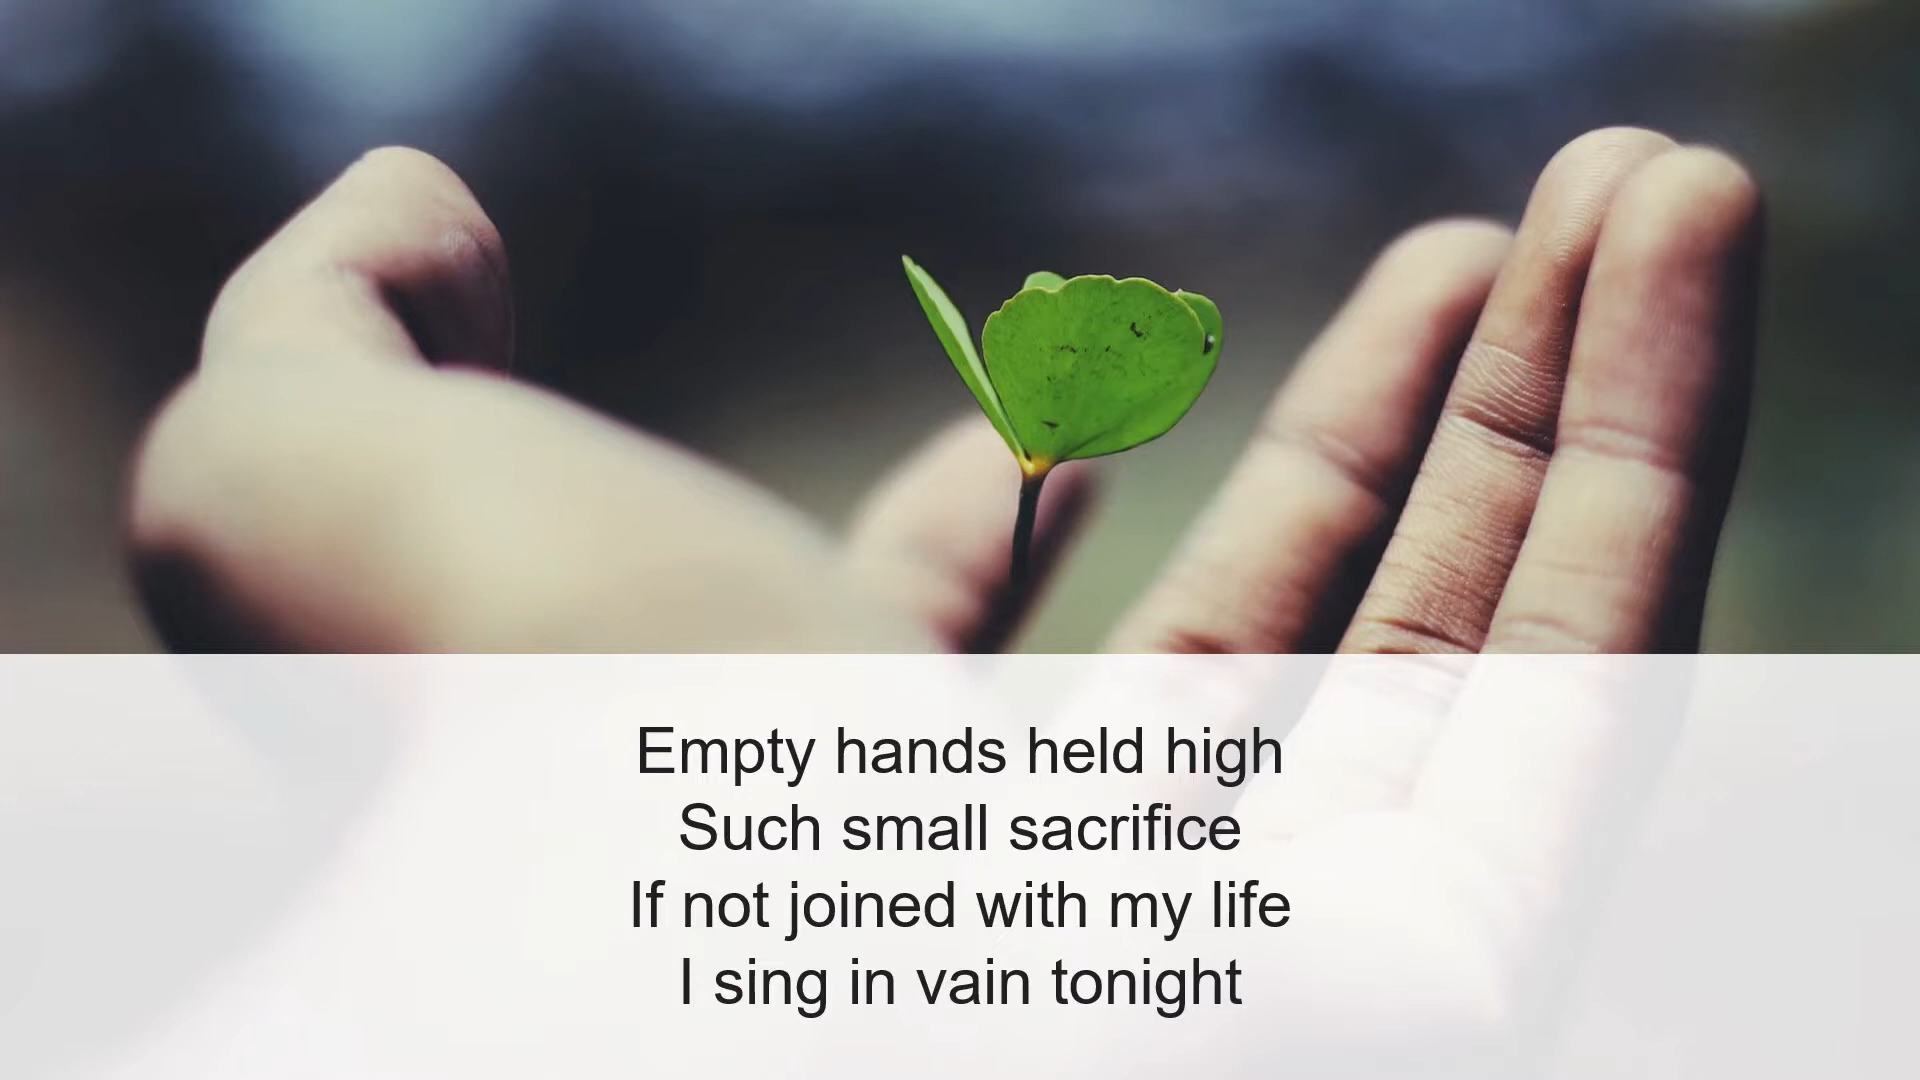 Empty hands held high
Such small sacrifice
If not joined with my life
I sing in vain tonight